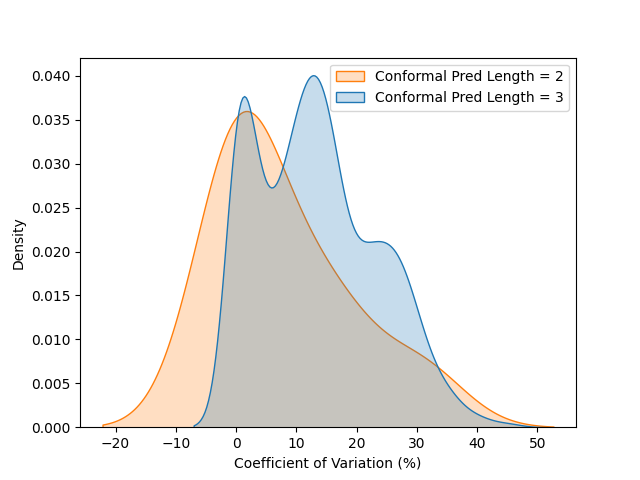 Conformal Pred Length = 2
Conformal Pred Length = 3
0.040
0.035
0.030
0.025
0.020
0.015
0.010
0.005
0.000
Density
−20 −10 0 10 20 30 40 50
Coefficient of Variation (%)